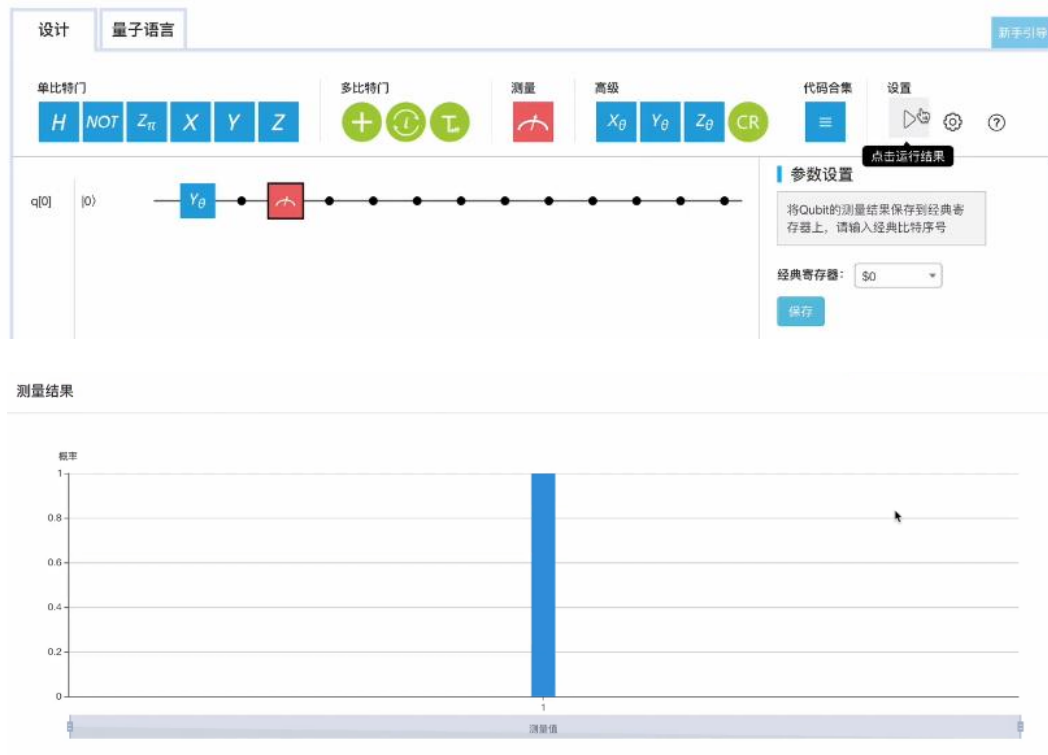 设计 量子语言
新手引导
单比特门 多比特门 测量 高级 代码合集 设置
H NOT Zπ X Y Z Xθ Yθ Zθ CR
点击运行结果
参数设置
q[0] |0⟩ Yθ
将Qubit的测量结果保存到经典寄
存器上，请输入经典比特序号
经典寄存器： $0
保存
测量结果
概率
1
0.8
0.6
0.4
0.2
0
1
测量值